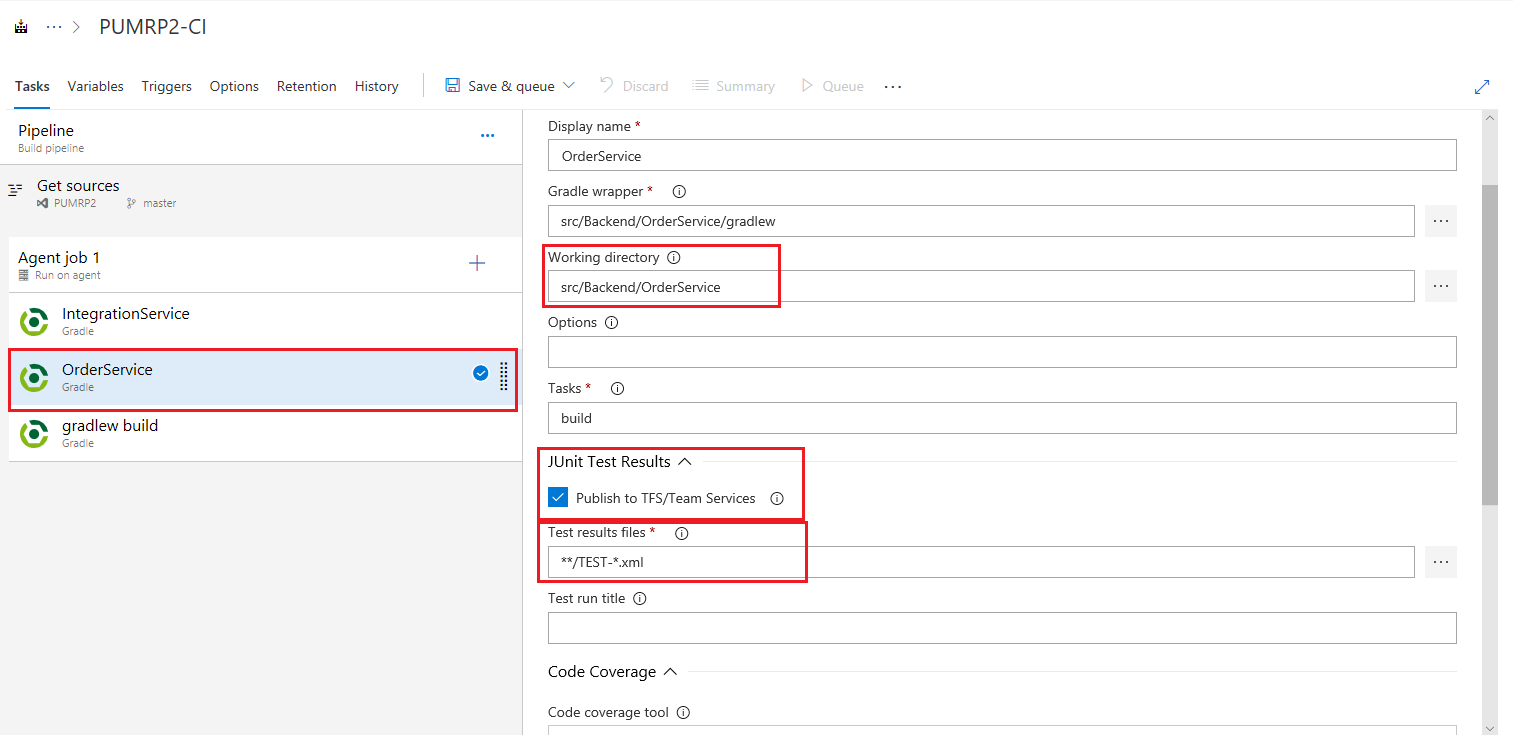 ... > PUMRP2-CI
Tasks Variables Triggers Options Retention History Save & queue Discard Summary Queue ...
Pipeline ...
Build pipeline
Get sources
PUMRP2 master
Agent job 1
Run on agent
IntegrationService
Gradle
OrderService
Gradle
gradlew build
Gradle
Display name *
OrderService
Gradle wrapper *
src/Backend/OrderService/gradlew ...
Working directory
src/Backend/OrderService ...
Options
Tasks *
build
JUnit Test Results
Publish to TFS/Team Services
Test results files *
**/TEST-*.xml ...
Test run title
Code Coverage
Code coverage tool